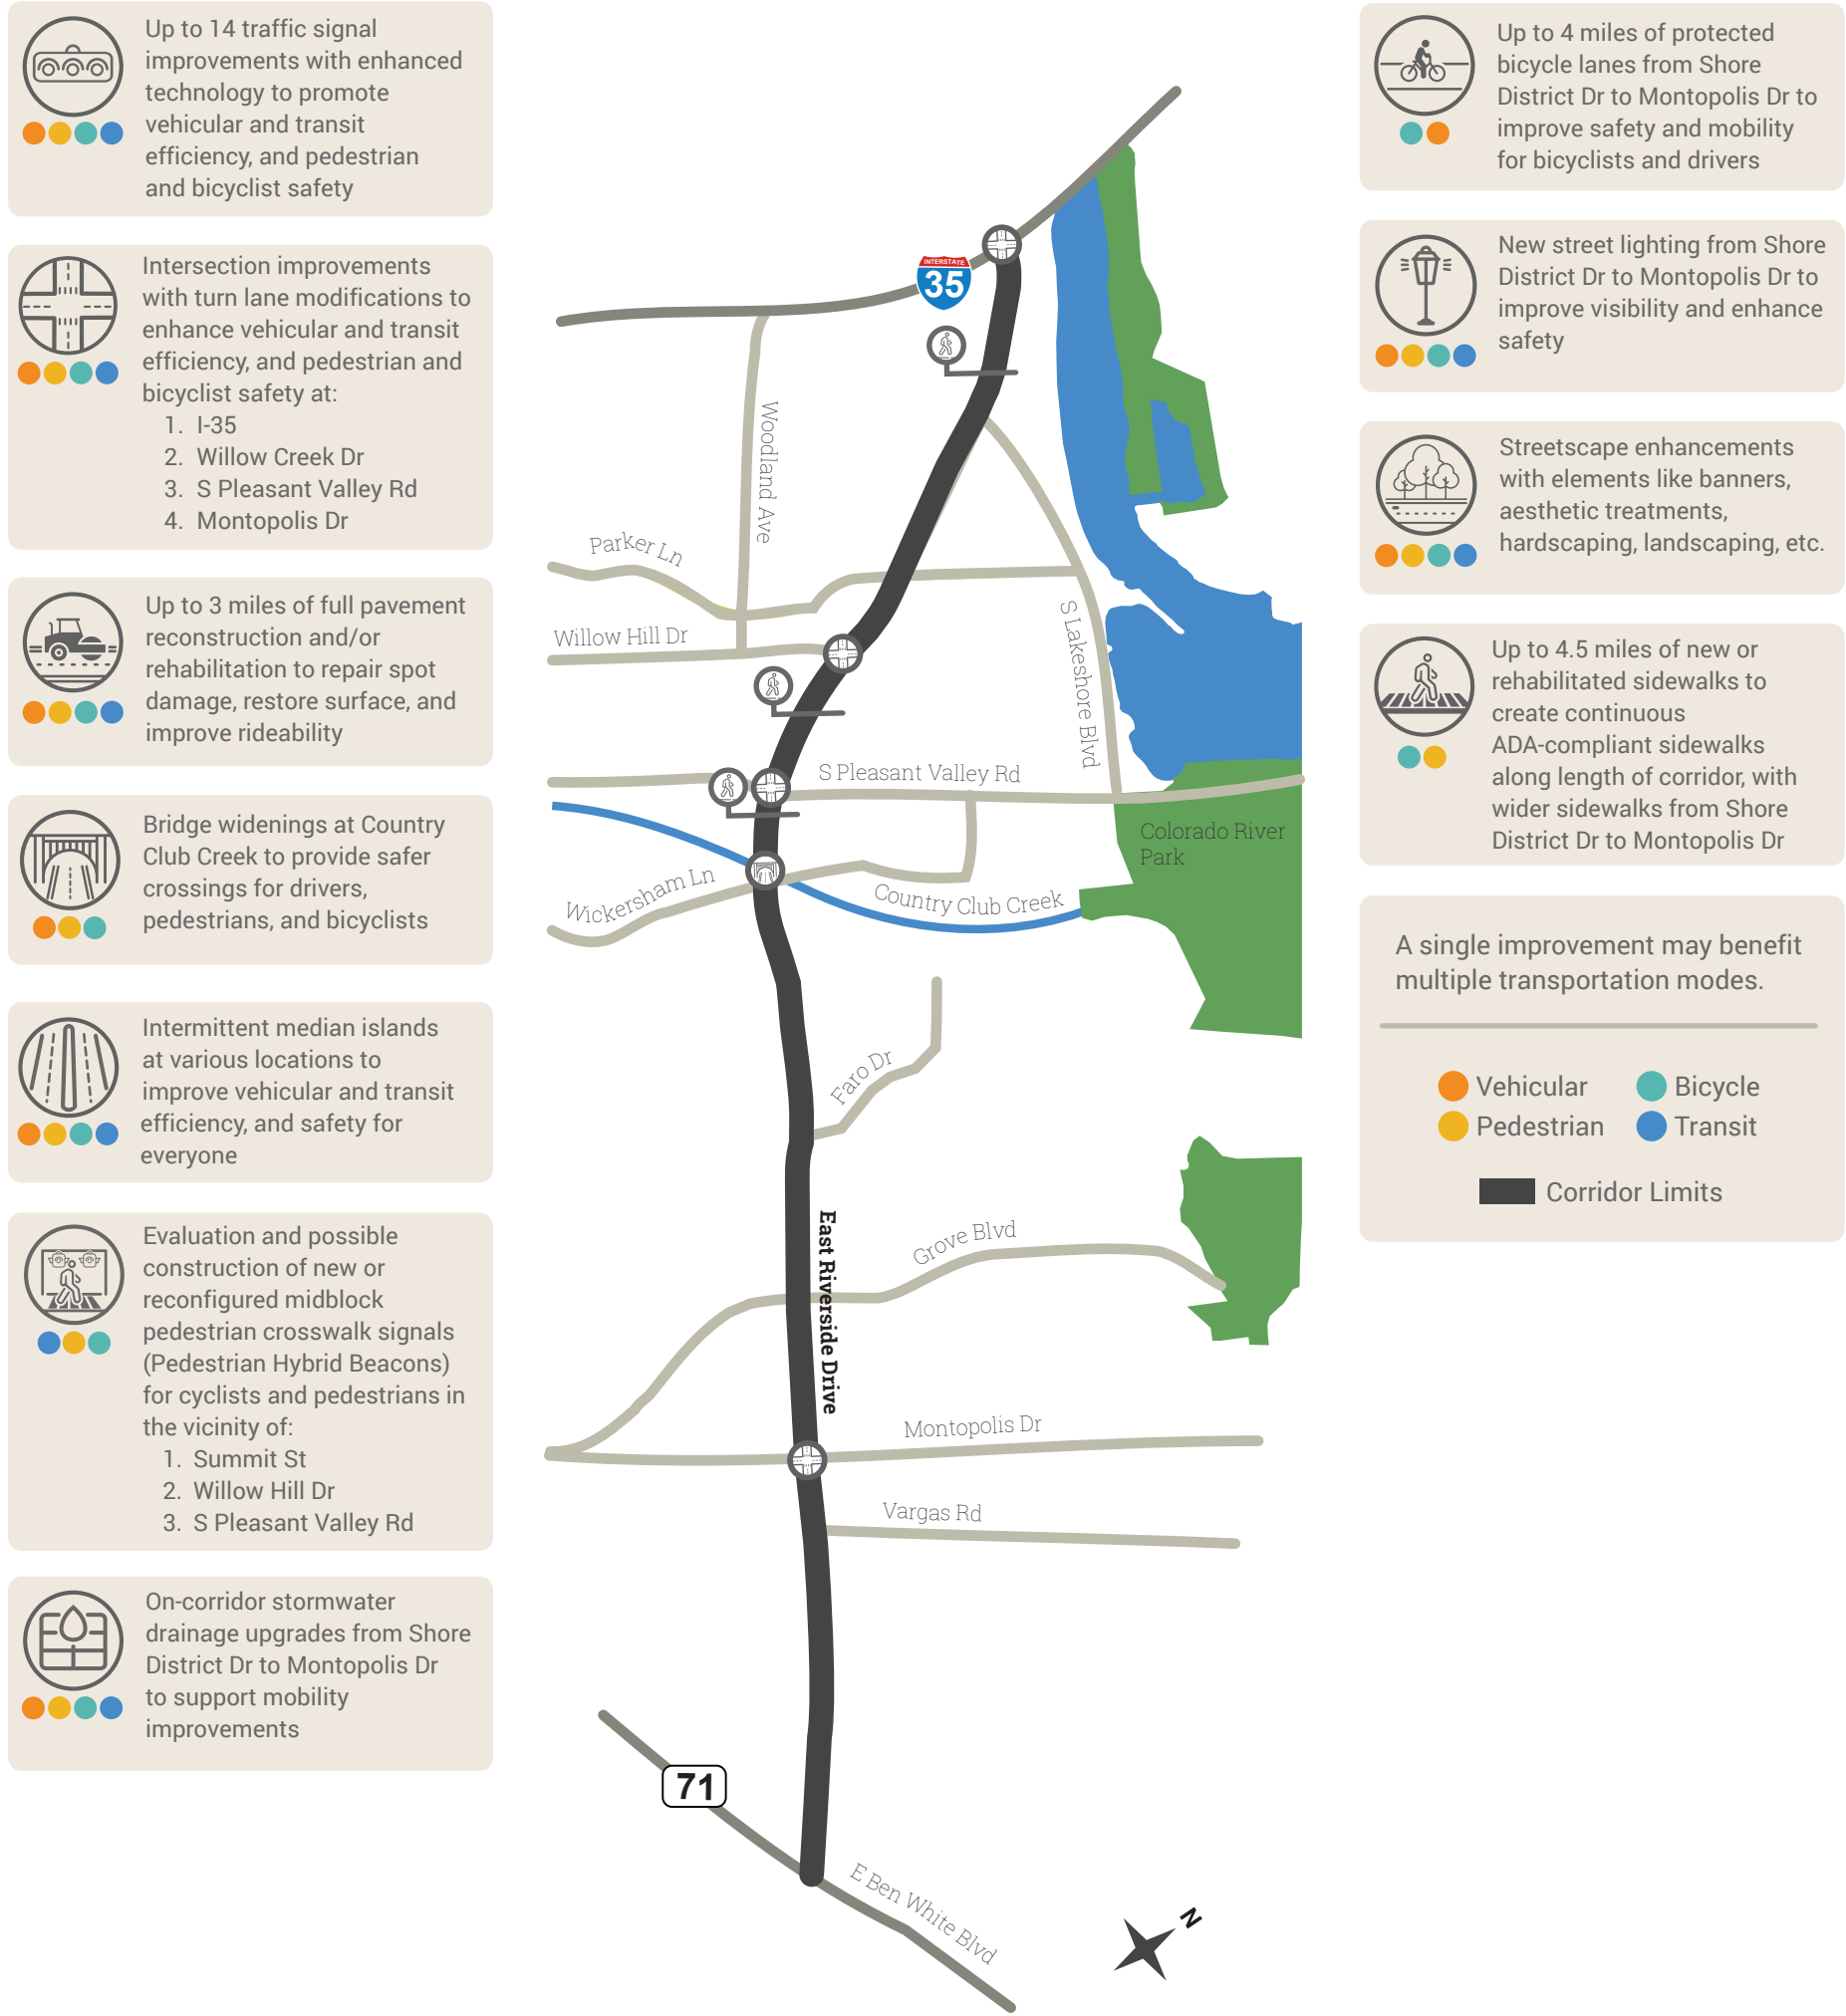 Up to 14 traffic signal
improvements with enhanced
technology to promote
vehicular and transit
efficiency, and pedestrian
and bicyclist safety
Intersection improvements
with turn lane modifications to
enhance vehicular and transit
efficiency, and pedestrian and
bicyclist safety at:
1. I-35
2. Willow Creek Dr
3. S Pleasant Valley Rd
4. Montopolis Dr
Up to 3 miles of full pavement
reconstruction and/or
rehabilitation to repair spot
damage, restore surface, and
improve rideability
Bridge widenings at Country
Club Creek to provide safer
crossings for drivers,
pedestrians, and bicyclists
Intermittent median islands
at various locations to
improve vehicular and transit
efficiency, and safety for
everyone
Evaluation and possible
construction of new or
reconfigured midblock
pedestrian crosswalk signals
(Pedestrian Hybrid Beacons)
for cyclists and pedestrians in
the vicinity of:
1. Summit St
2. Willow Hill Dr
3. S Pleasant Valley Rd
On-corridor stormwater
drainage upgrades from Shore
District Dr to Montopolis Dr
to support mobility
improvements
INTERSTATE
35
Woodland Ave
Parker Ln
Willow Hill Dr
S Lakeshore Blvd
S Pleasant Valley Rd
Colorado River
Park
Wickersham Ln
Country Club Creek
Faro Dr
East Riverside Drive
Grove Blvd
Montopolis Dr
Vargas Rd
71
E Ben White Blvd
N
Up to 4 miles of protected
bicycle lanes from Shore
District Dr to Montopolis Dr to
improve safety and mobility
for bicyclists and drivers
New street lighting from Shore
District Dr to Montopolis Dr to
improve visibility and enhance
safety
Streetscape enhancements
with elements like banners,
aesthetic treatments,
hardscaping, landscaping, etc.
Up to 4.5 miles of new or
rehabilitated sidewalks to
create continuous
ADA-compliant sidewalks
along length of corridor, with
wider sidewalks from Shore
District Dr to Montopolis Dr
A single improvement may benefit
multiple transportation modes.
Vehicular
Bicycle
Pedestrian
Transit
Corridor Limits